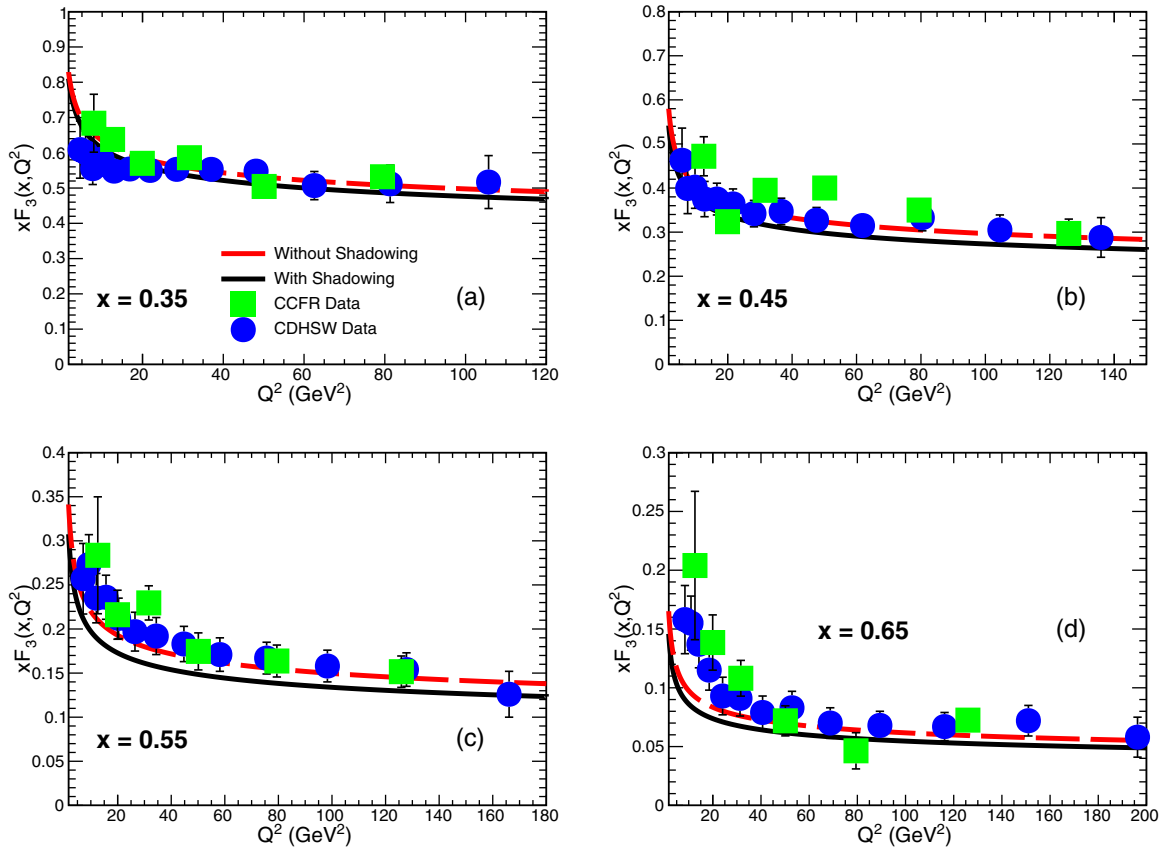 1
0.9
0.8
0.7
0.6
0.5
0.4
0.3
0.2
0.1
0
xF3(x,Q2)
Without Shadowing
With Shadowing
CCFR Data
CDHSW Data
x = 0.35
(a)
20 40 60 80 100 120
Q2 (GeV2)
0.8
0.7
0.6
0.5
0.4
0.3
0.2
0.1
0
xF3(x,Q2)
x = 0.45
(b)
20 40 60 80 100 120 140
Q2 (GeV2)
0.4
0.35
0.3
0.25
0.2
0.15
0.1
0.05
0
xF3(x,Q2)
x = 0.55
(c)
20 40 60 80 100 120 140 160 180
Q2 (GeV2)
0.3
0.25
0.2
0.15
0.1
0.05
0
xF3(x,Q2)
x = 0.65
(d)
20 40 60 80 100 120 140 160 180 200
Q2 (GeV2)